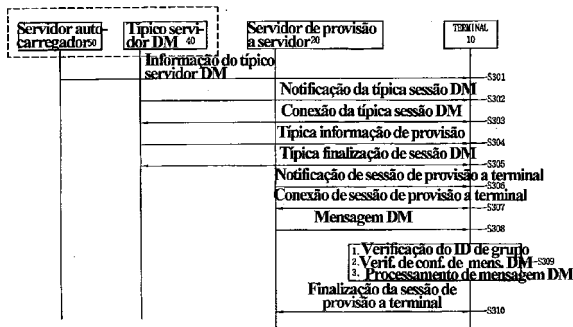 Servidor auto-
carregador 50
Típico servi-
dor DM 40
Servidor de provisão
a servidor 20
TERMINAL
10
Informação do típico
servidor DM
S301
Notificação da típica sessão DM
S302
Conexão da típica sessão DM
S303
Típica informação de provisão
S304
Típica finalização de sessão DM
S305
Notificação de sessão de provisão a terminal
S306
Conexão de sessão de provisão a terminal
S307
Mensagem DM
S308
1. Verificação do ID de grupo
2. Verif. de conf. de mens. DM
3. Processamento de mensagem DM
S309
Finalização da sessão de
provisão a terminal
S310